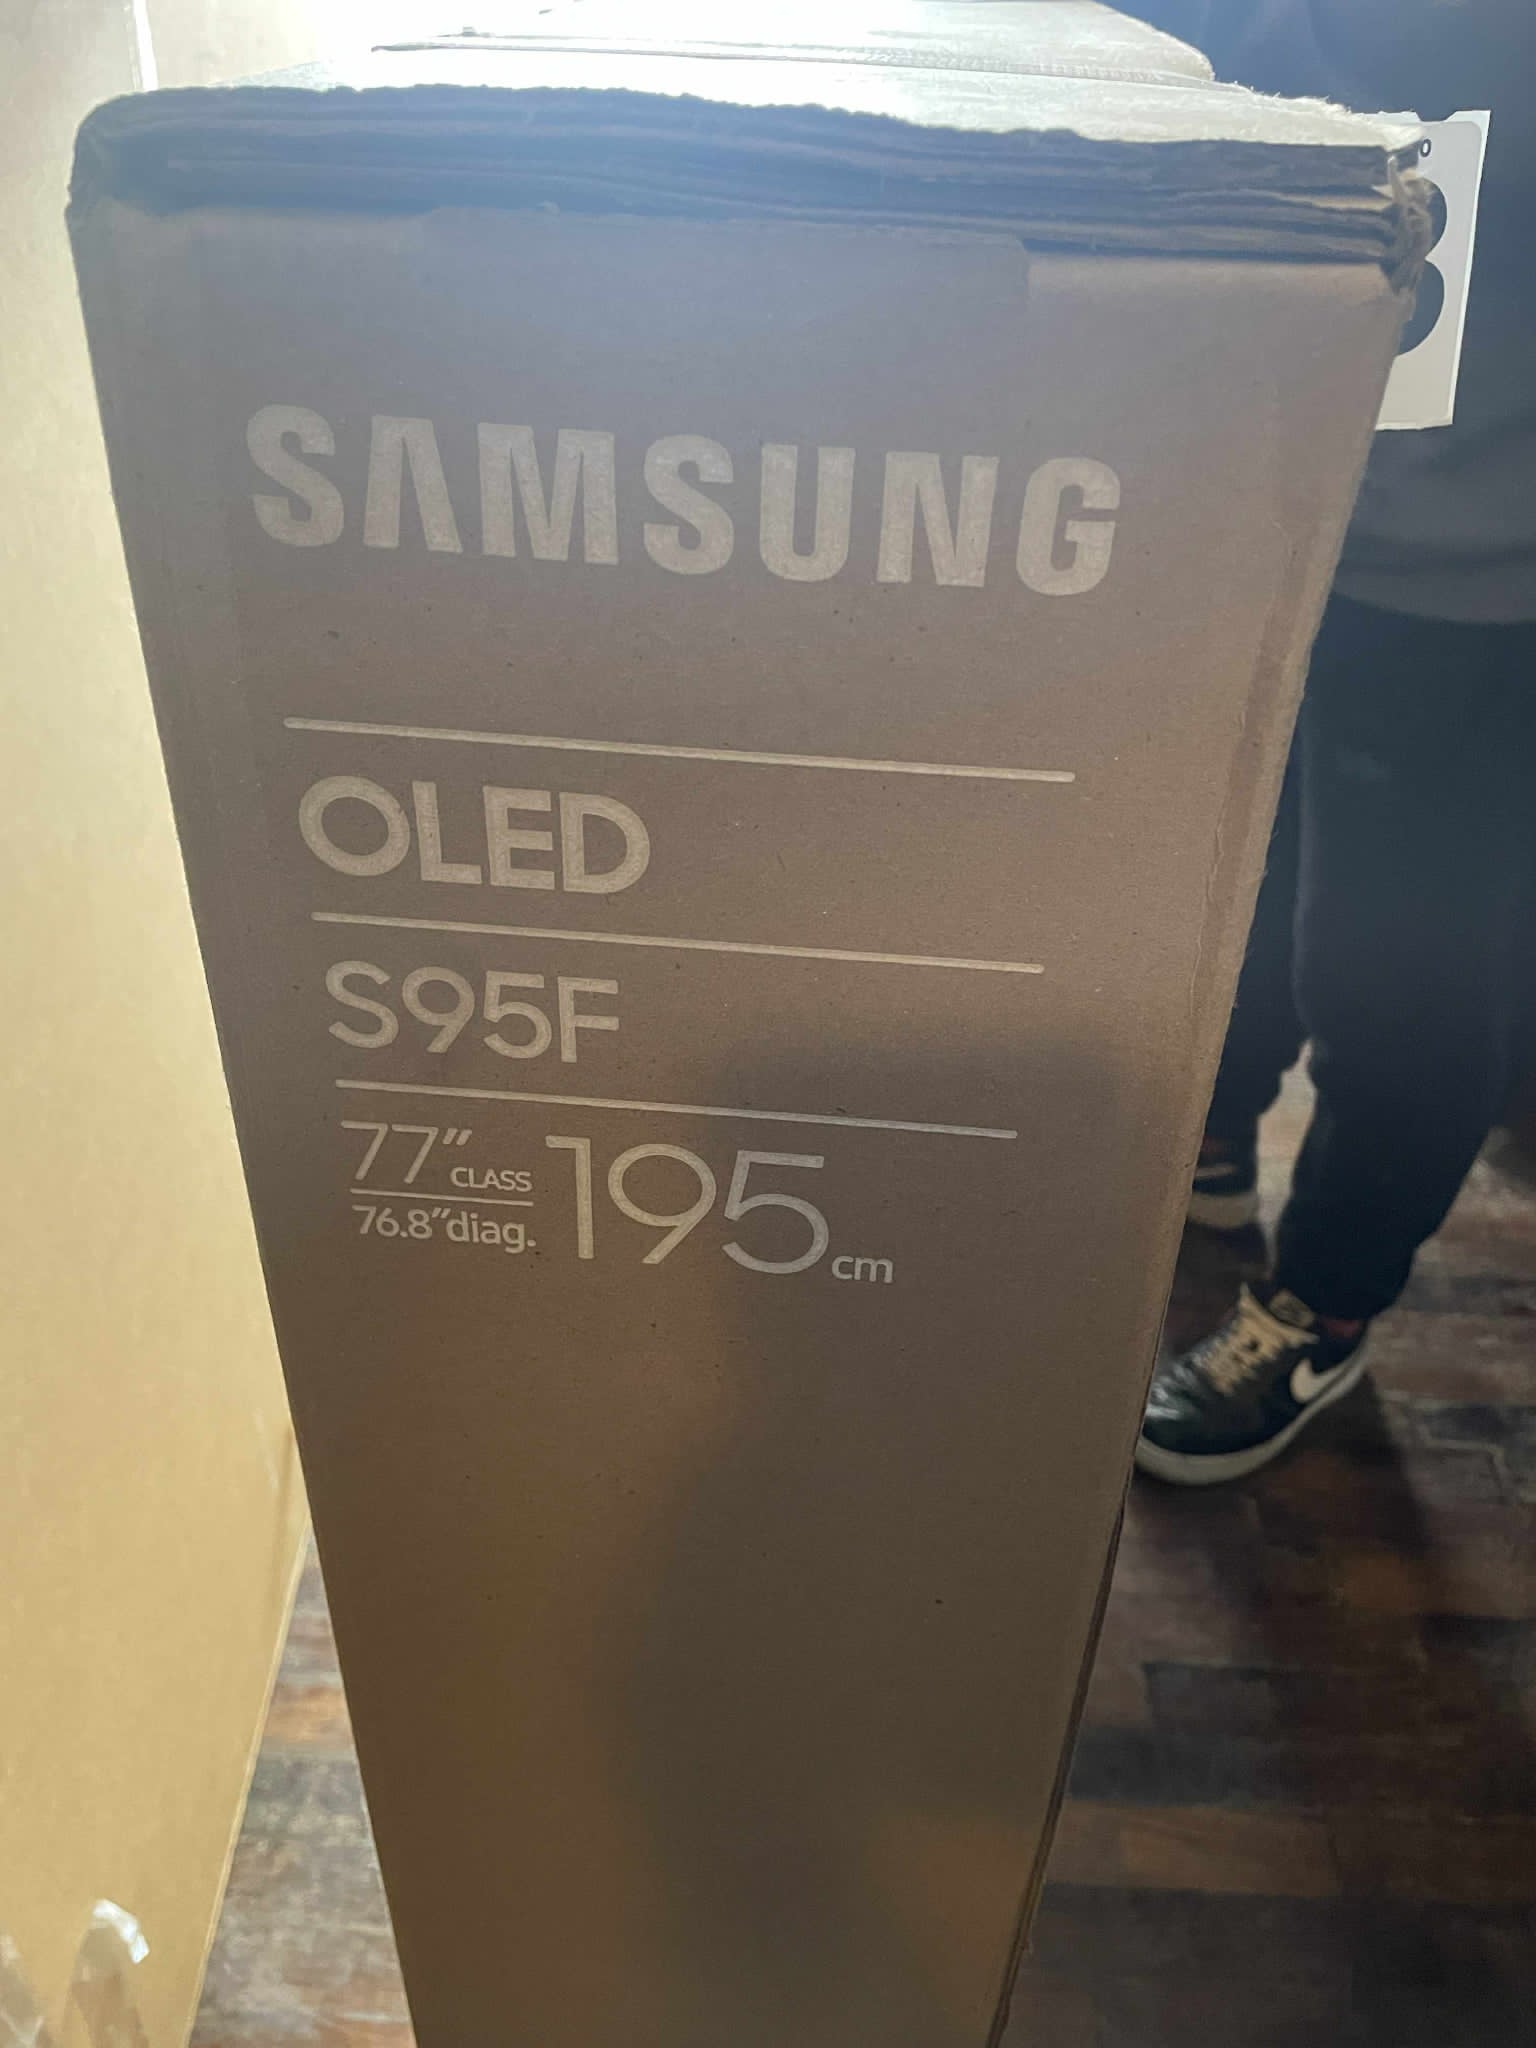 SAMSUNG
OLED
S95F
77" CLASS
76.8" diag.
195 cm